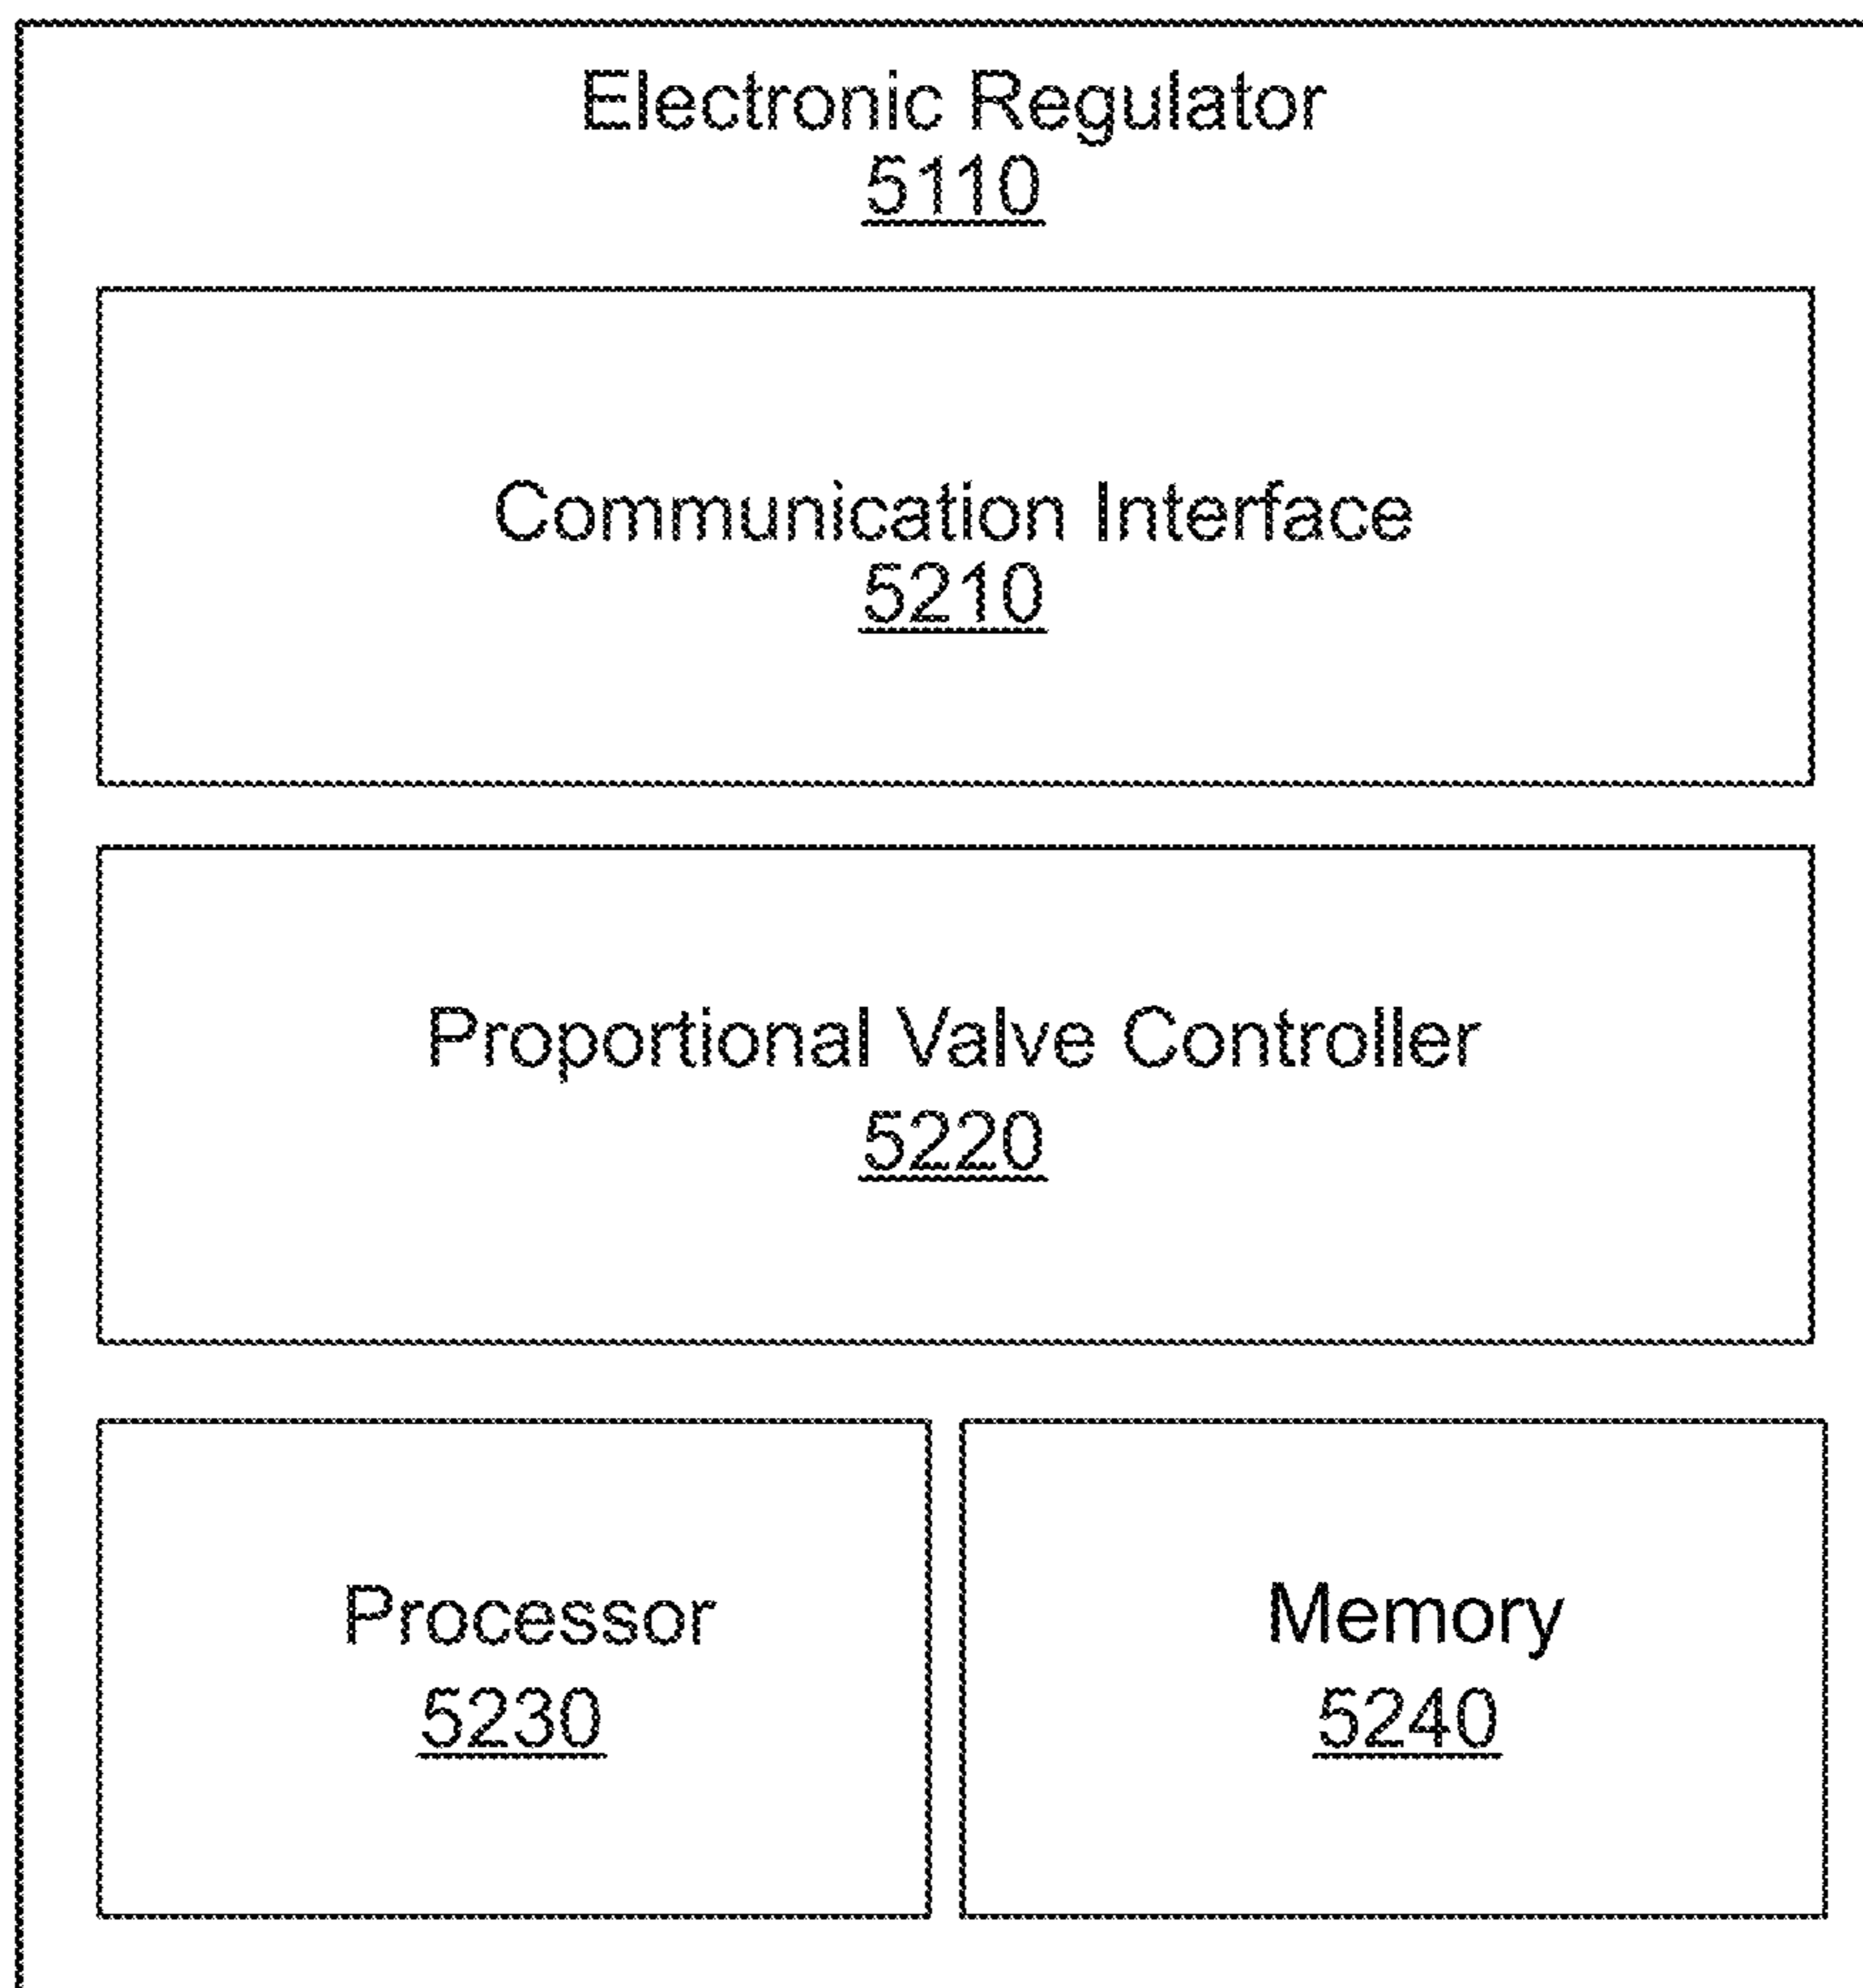 Electronic Regulator
5110
Communication Interface
5210
Proportional Valve Controller
5220
Processor
5230
Memory
5240